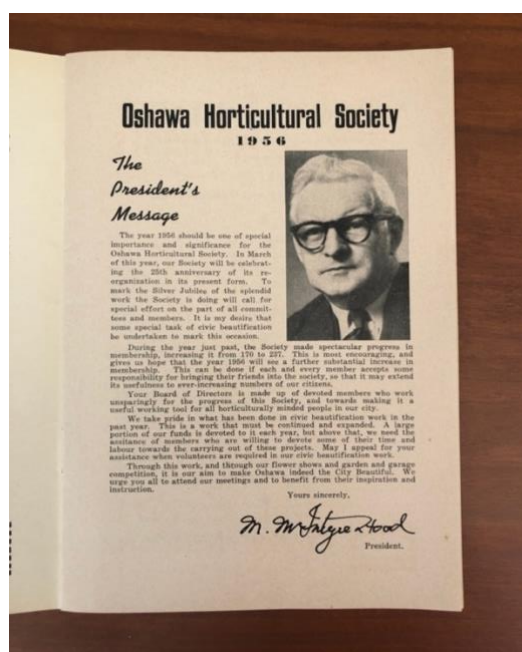 Oshawa Horticultural Society
1956
The
President's
Message
The year 1956 should be one of special
importance and significance for the
Oshawa Horticultural Society. In March
of this year, our Society will be celebrat-
ing the 25th anniversary of its re-
organization in its present form. To
mark the Silver Jubilee of the splendid
work the Society is doing will call for
special effort on the part of all commit-
tees and members. It is my desire that
some special task of civic beautification
be undertaken to mark this occasion.
During the year just past, the Society made spectacular progress in
membership, increasing it from 170 to 237. This is most encouraging, and
gives us hope that the year 1956 will see a further substantial increase in
membership. This can be done if each and every member accepts some
responsibility for bringing their friends into the society, so that it may extend
its usefulness to ever-increasing numbers of our citizens.
Your Board of Directors is made up of devoted members who work
unsparingly for the progress of this Society, and towards making it a
useful working tool for all horticulturally minded people in our city.
We take pride in what has been done in civic beautification work in the
past year. This is a work that must be continued and expanded. A large
portion of our funds is devoted to it each year, but above that, we need the
assitance of members who are willing to devote some of their time and
labour towards the carrying out of these projects. May I appeal for your
assistance when volunteers are required in our civic beautification work.
Through this work, and through our flower shows and garden and garage
competition, it is our aim to make Oshawa indeed the City Beautiful. We
urge you all to attend our meetings and to benefit from their inspiration and
instruction.
Yours sincerely,
M. McIntyre Hood
President.